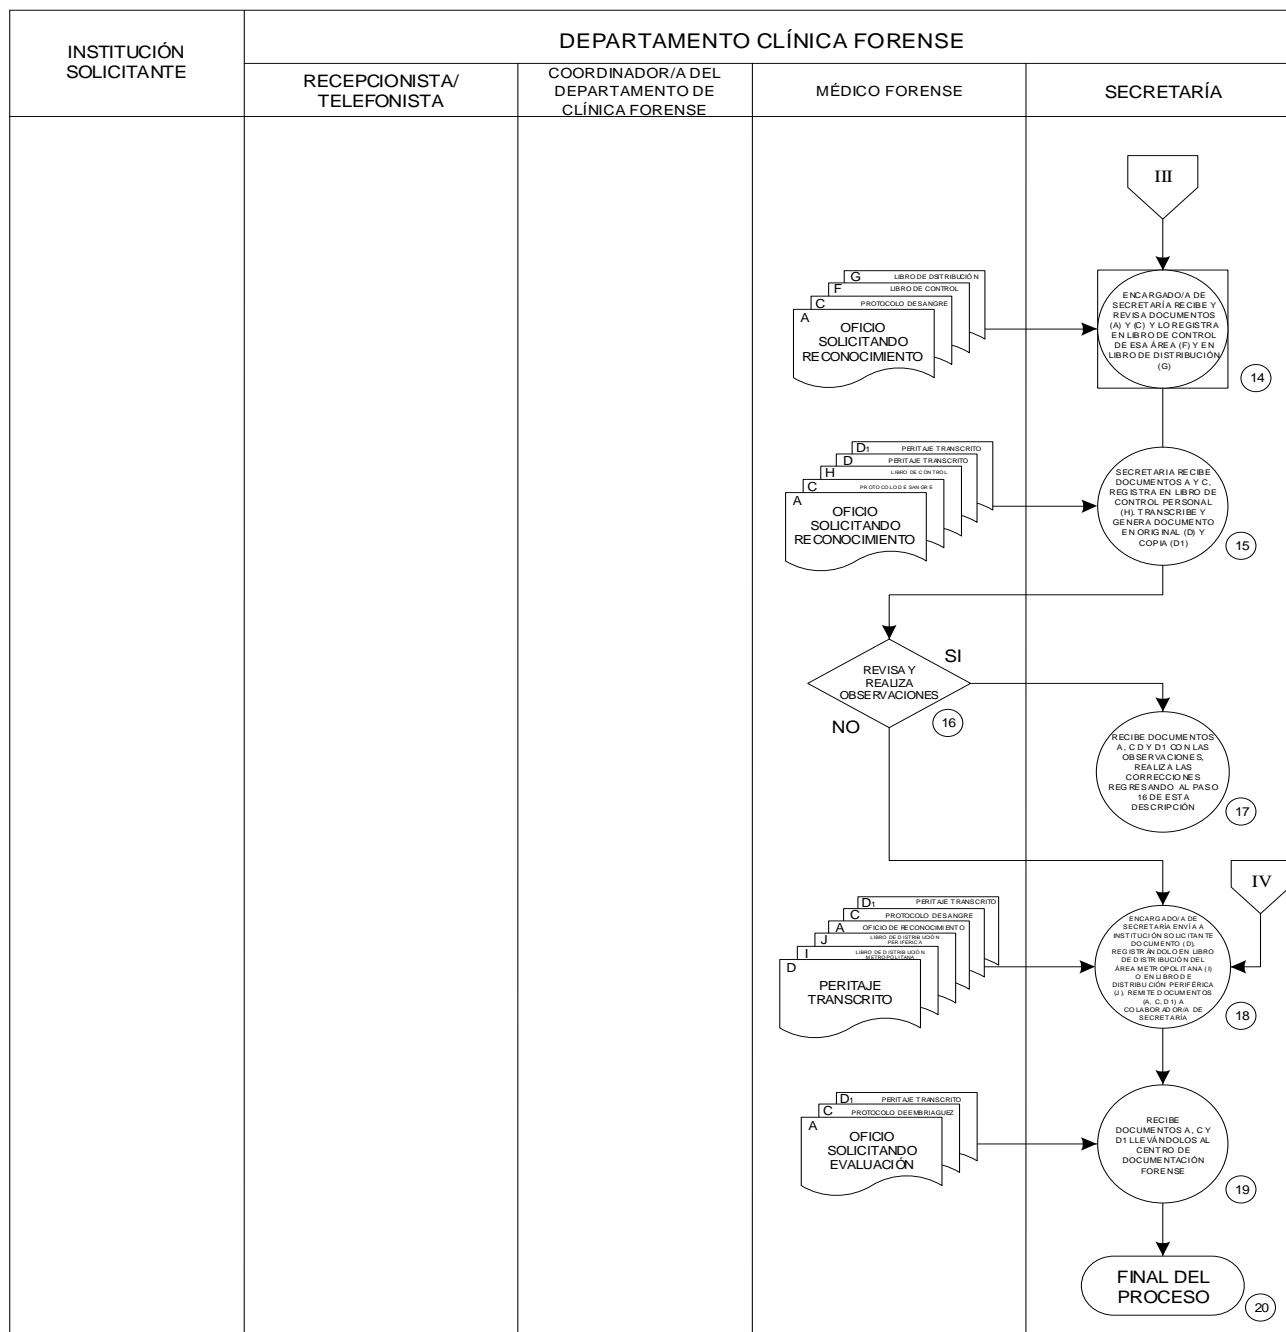 INSTITUCIÓN
SOLICITANTE
DEPARTAMENTO CLÍNICA FORENSE
RECEPCIONISTA/
TELEFONISTA
COORDINADOR/A DEL
DEPARTAMENTO DE
CLÍNICA FORENSE
MÉDICO FORENSE
SECRETARÍA
III
G LIBRO DE DSITRIBUCIÓN
F LIBRO DE CONTROL
C PROTOCOLO DE SANGRE
A
OFICIO
SOLICITANDO
RECONOCIMIENTO
ENCARGADO/A DE
SECRETARÍA RECIBE Y
REVISA DOCUMENTOS
(A) Y (C) Y LO REGISTRA
EN LIBRO DE CONTROL
DE ESA ÁREA (F) Y EN
LIBRO DE DISTRIBUCIÓN
(G)
14
D1 PERITAJE TRANSCRITO
D PERITAJE TRANSCRITO
H LIBRO DE CONTROL
C PROTOCOLO DE SANGRE
A
OFICIO
SOLICITANDO
RECONOCIMIENTO
SECRETARIA RECIBE
DOCUMENTOS A Y C,
REGISTRA EN LIBRO DE
CONTROL PERSONAL
(H). TRANSCRIBE Y
GENERA DOCUMENTO
EN ORIGINAL (D) Y
COPIA (D1)
15
REVISA Y
REALIZA
OBSERVACIONES
SI
NO
16
RECIBE DOCUMENTOS
A, C D Y D1 CON LAS
OBSERVACIONES,
REALIZA LAS
CORRECCIONES
REGRESANDO AL PASO
16 DE ESTA
DESCRIPCIÓN
17
IV
D1 PERITAJE TRANSCRITO
C PROTOCOLO DE SANGRE
A OFICIO DE RECONOCIMIENTO
J LIBRO DE DISTRIBUCIÓN
PERIFÉRICA
I LIBRO DE DISTRIBUCIÓN
METROPOLITANA
D
PERITAJE
TRANSCRITO
ENCARGADO/A DE
SECRETARÍA ENVÍA A
INSTITUCIÓN SOLICITANTE
DOCUMENTO (D),
REGISTRÁNDOLO EN LIBRO
DE DISTRIBUCIÓN DEL
ÁREA METROPOLITANA (I)
O EN LIBRO DE
DISTRIBUCIÓN PERIFÉRICA
(J). REMITE DOCUMENTOS
(A, C, D1) A
COLABORADOR/A DE
SECRETARÍA
18
D1 PERITAJE TRANSCRITO
C PROTOCOLO DE EMBRIAGUEZ
A
OFICIO
SOLICITANDO
EVALUACIÓN
RECIBE
DOCUMENTOS A, C Y
D1 LLEVÁNDOLOS AL
CENTRO DE
DOCUMENTACIÓN
FORENSE
19
FINAL DEL
PROCESO
20